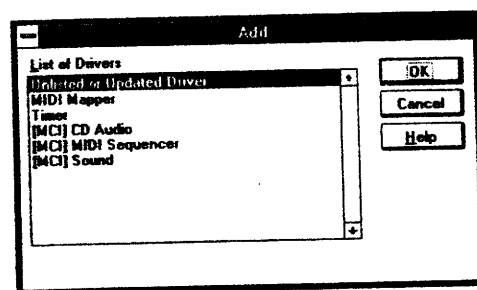 Add
List of Drivers
Unlisted or Updated Driver
MIDI Mapper
Timer
[MCI] CD Audio
[MCI] MIDI Sequencer
[MCI] Sound
OK
Cancel
Help